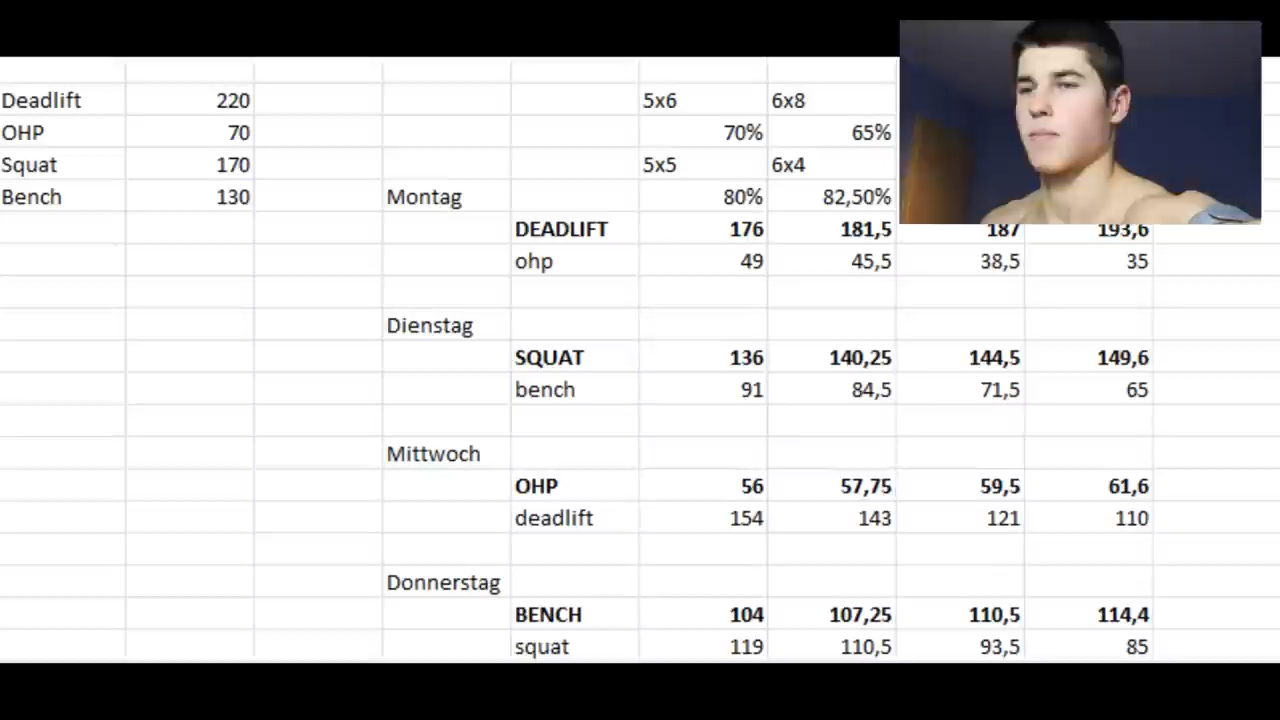 Deadlift 220 5x6 6x8
OHP 70 70% 65%
Squat 170 5x5 6x4
Bench 130 Montag 80% 82,50%
DEADLIFT 176 181,5 187 193,6
ohp 49 45,5 38,5 35
Dienstag
SQUAT 136 140,25 144,5 149,6
bench 91 84,5 71,5 65
Mittwoch
OHP 56 57,75 59,5 61,6
deadlift 154 143 121 110
Donnerstag
BENCH 104 107,25 110,5 114,4
squat 119 110,5 93,5 85